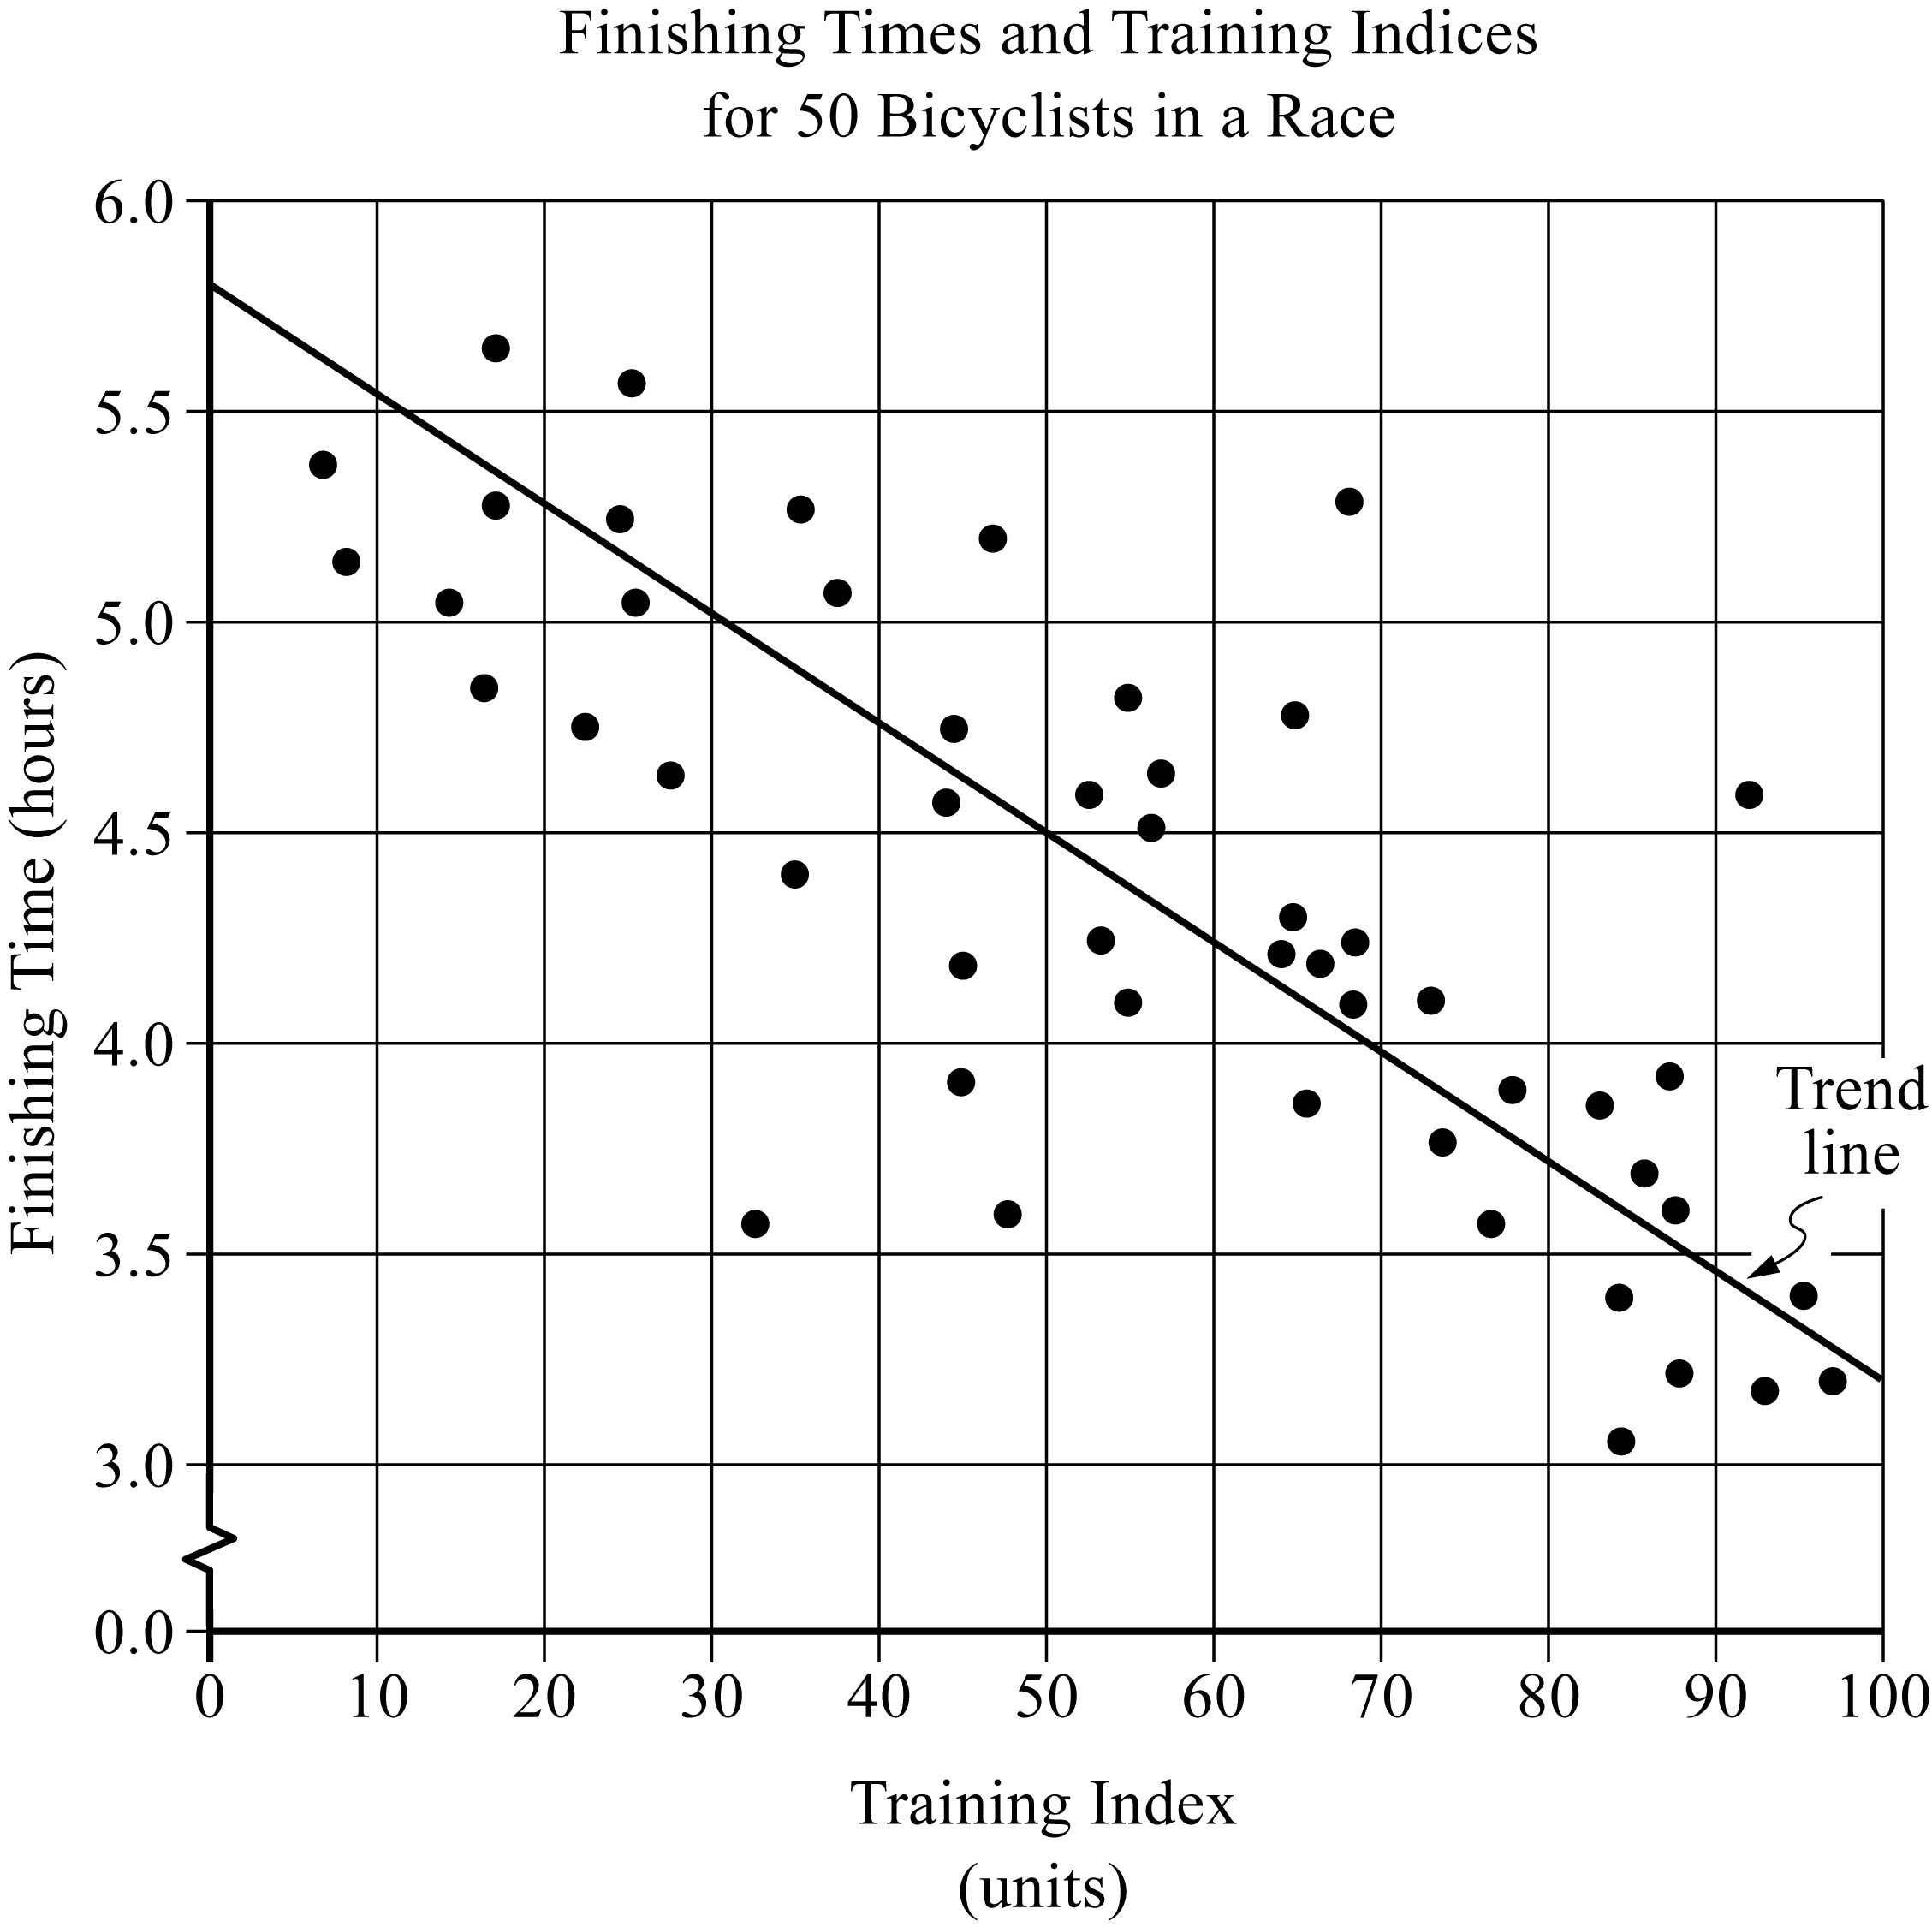 Finishing Times and Training Indices
for 50 Bicyclists in a Race
Finishing Time (hours)
6.0
5.5
5.0
4.5
4.0
3.5
3.0
0.0
Trend
line
0 10 20 30 40 50 60 70 80 90 100
Training Index
(units)